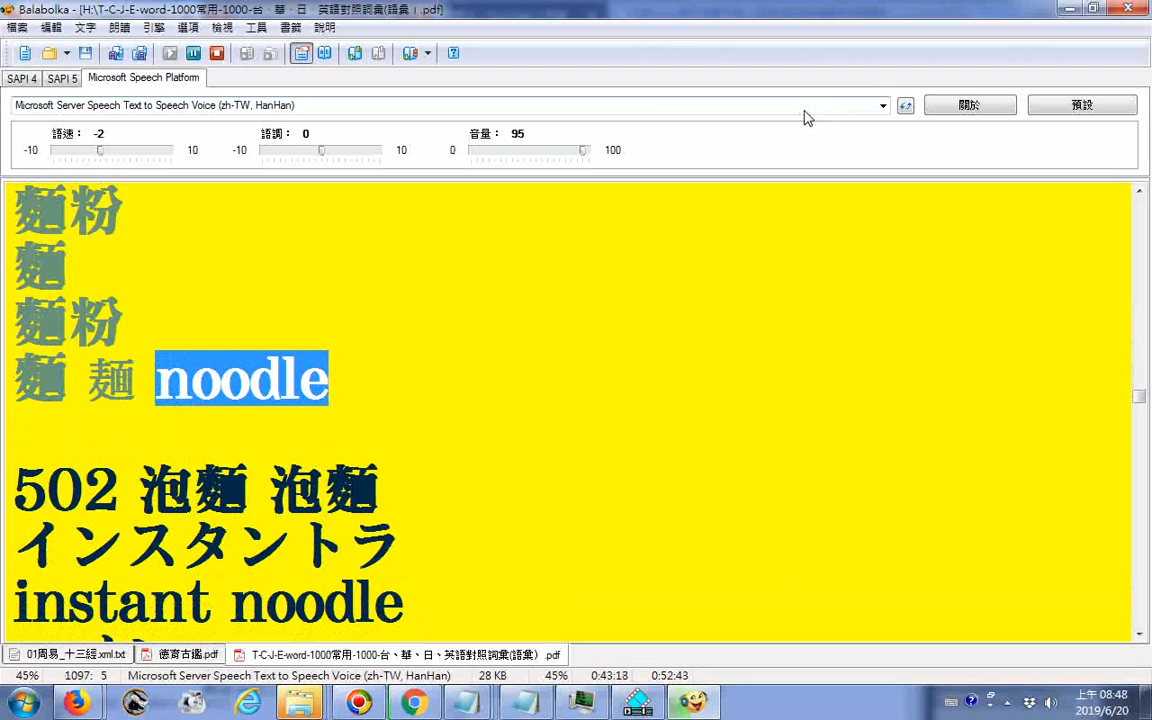 Balabolka - [H:\T-C-J-E-word-1000常用-1000-台、華、日、英語對照詞彙(語彙﹚.pdf]
檔案 編輯 文字 朗讀 引擎 選項 檢視 工具 書籤 說明
SAPI 4 SAPI 5 Microsoft Speech Platform
Microsoft Server Speech Text to Speech Voice (zh-TW, HanHan) 關於 預設
語速： -2 語調： 0 音量： 95
-10 10 -10 10 0 100
麵粉
麵
麵粉
麵 麺 noodle
502 泡麵 泡麵
インスタントラ
instant noodle
01周易_十三經.xml.txt 德育古鑑.pdf T-C-J-E-word-1000常用-1000-台、華、日、英語對照詞彙(語彙﹚.pdf
45% 1097: 5 Microsoft Server Speech Text to Speech Voice (zh-TW, HanHan) 28 KB 45% 0:43:18 0:52:43
上午 08:48
2019/6/20